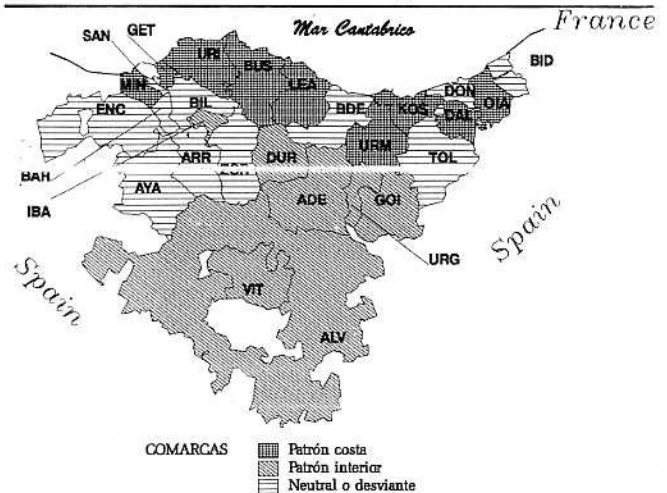 Mar Cantabrico
France
SAN
GET
URI
BUS
LEA
BID
MIN
ENC
BIL
BDE
KOS
DON
OIA
DAL
URM
ARR
DUR
TOL
BAR
AYA
IBA
ADE
GOI
URG
Spain
Spain
VIT
ALV
COMARCAS
Patrón costa
Patrón interior
Neutral o desviante